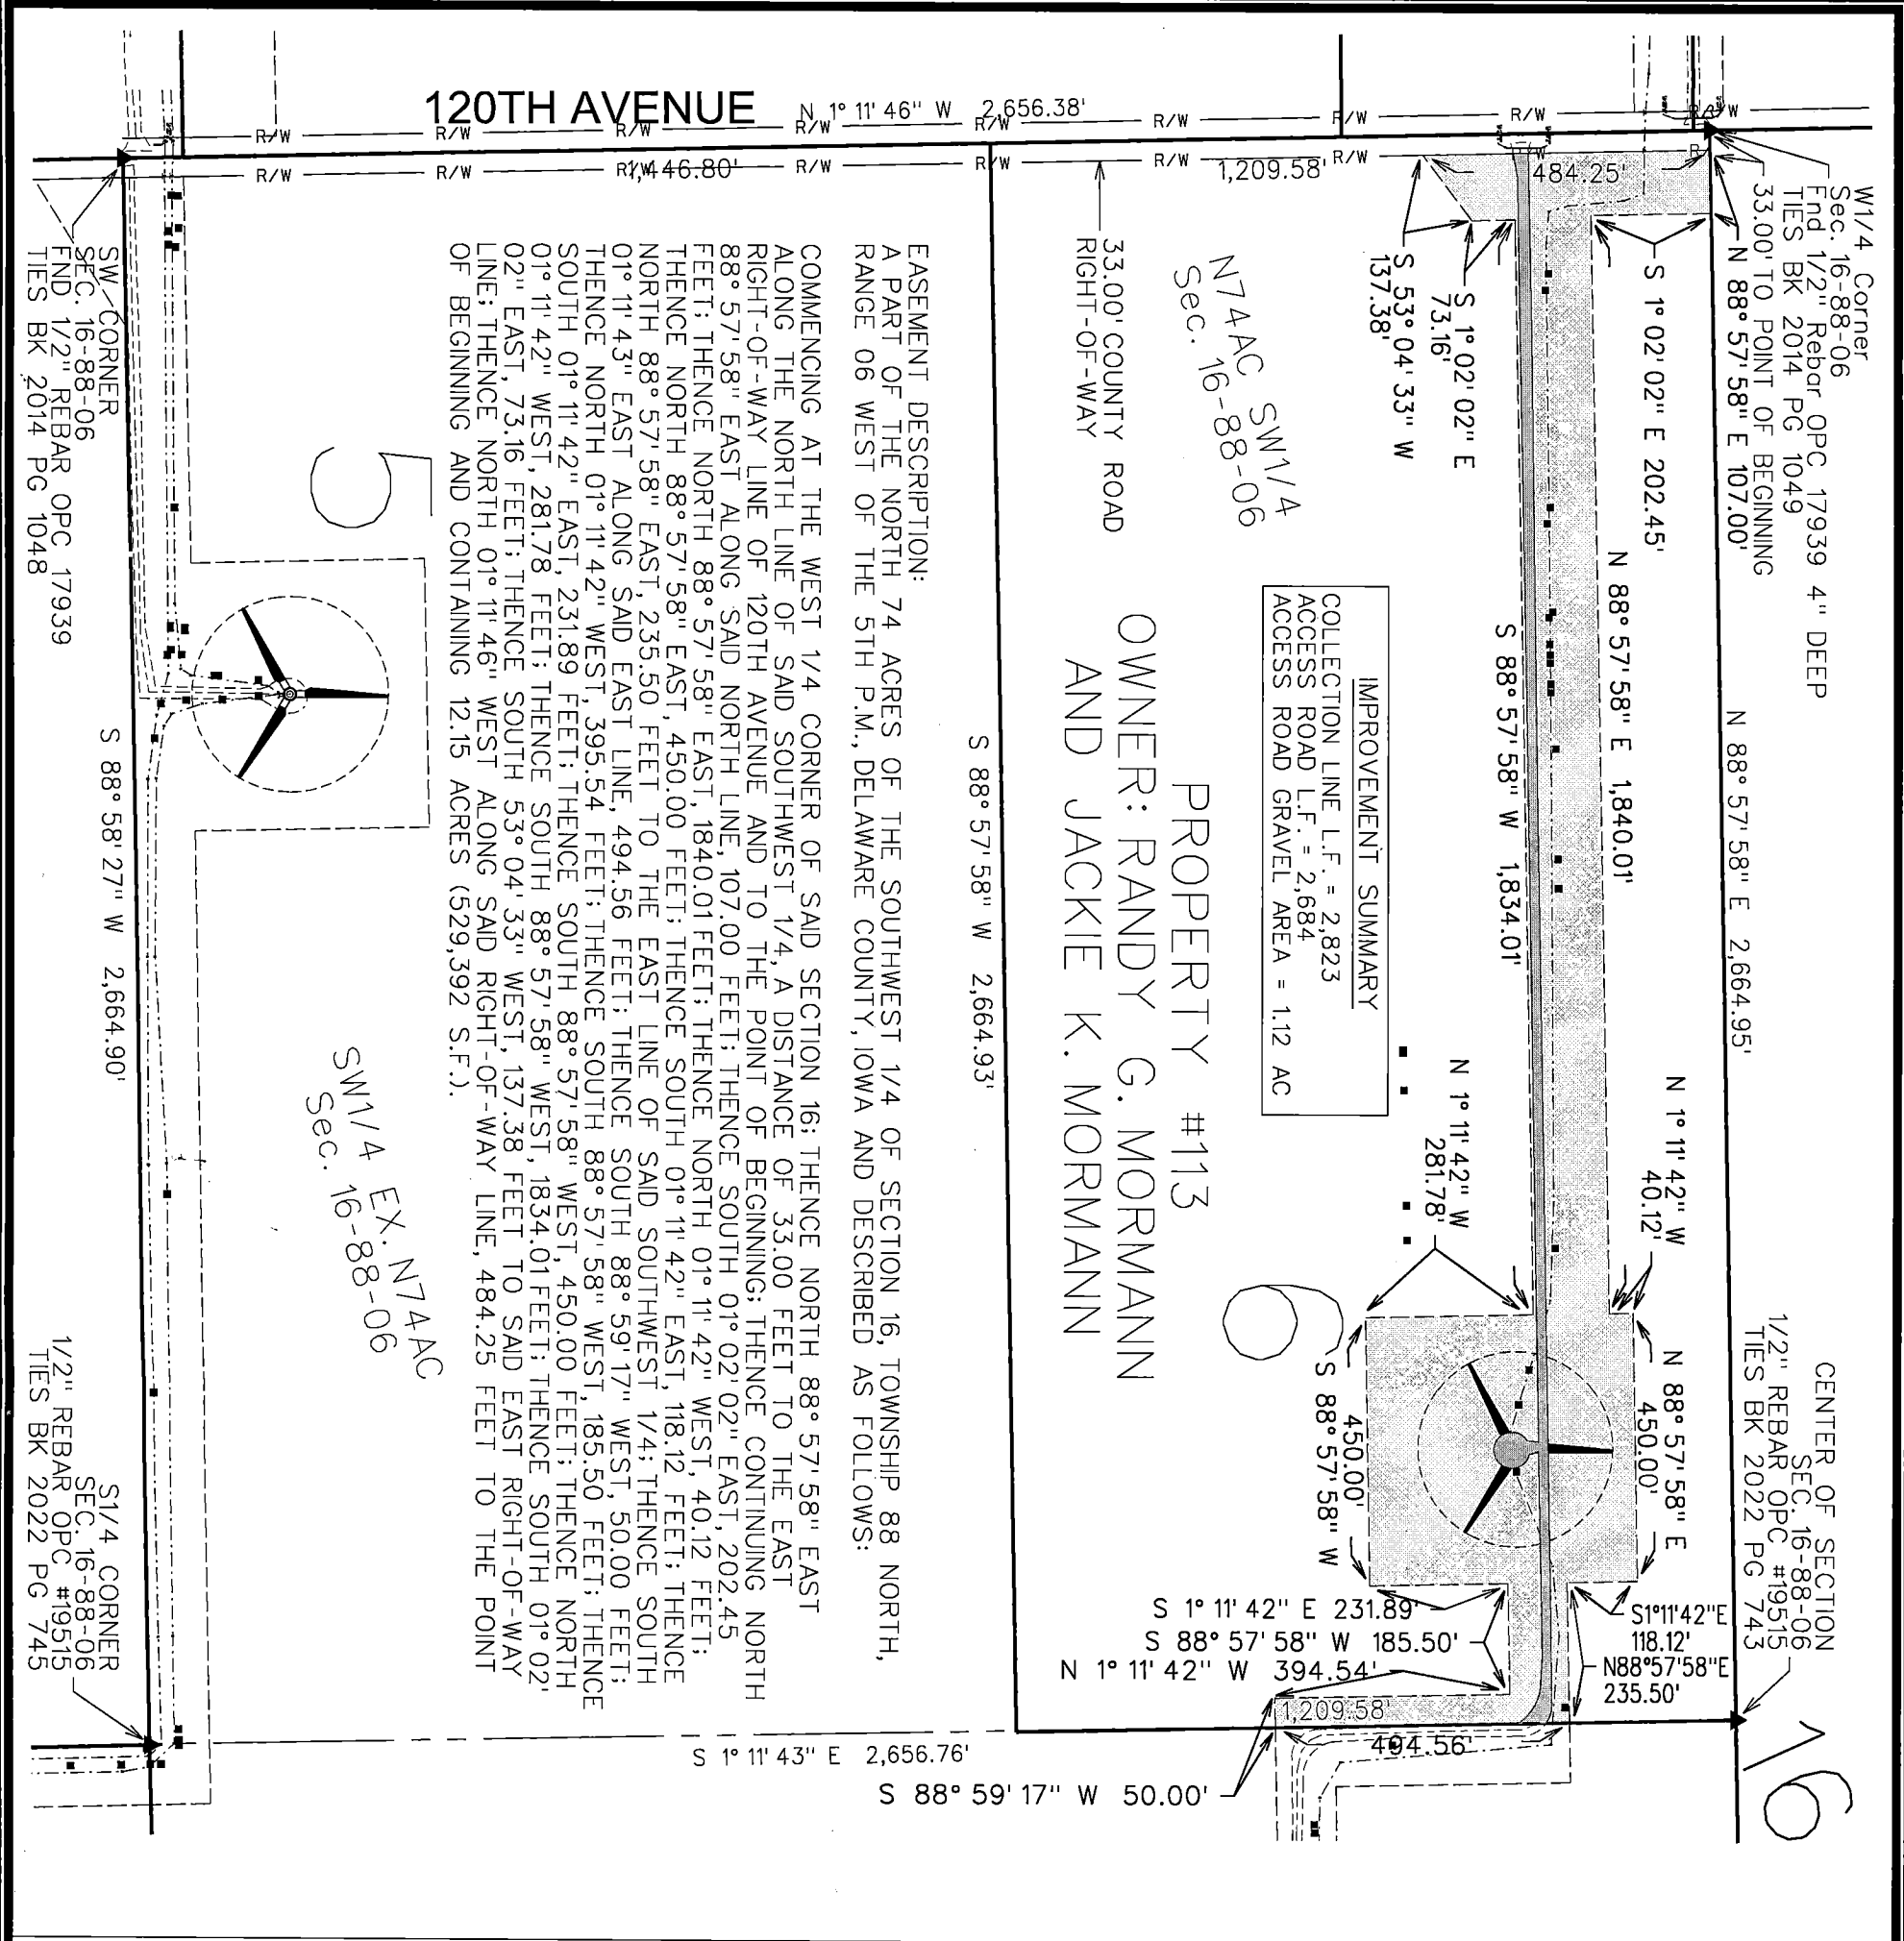 120TH AVENUE
N 1° 11' 46" W 2,656.38'
R/W R/W R/W R/W R/W R/W R/W R/W R/W
R/W R/W R/W R/W R/W R/W R/W
1,446.80'
1,209.58'
484.25'
W1/4 Corner
Sec. 16-88-06
Fnd 1/2" Rebar OPC 17939 4" DEEP
TIES BK 2014 PG 1049
33.00' TO POINT OF BEGINNING
N 88° 57' 58" E 107.00'
N 88° 57' 58" E 2,664.95'
S 1° 02' 02" E 202.45'
N 88° 57' 58" E 1,840.01'
S 88° 57' 58" W 1,834.01'
S 1° 02' 02" E
73.16'
S 53° 04' 33" W
137.38'
N 1° 11' 42" W
40.12'
N 1° 11' 42" W
281.78'
N 88° 57' 58" E
450.00'
450.00'
S 88° 57' 58" W
CENTER OF SECTION
SEC. 16-88-06
1/2" REBAR OPC #19515
TIES BK 2022 PG 743
16
S1°11'42"E
118.12'
N88°57'58"E
235.50'
S 1° 11' 42" E 231.89'
S 88° 57' 58" W 185.50'
N 1° 11' 42" W 394.54'
1,209.58'
494.56'
S 1° 11' 43" E 2,656.76'
S 88° 59' 17" W 50.00'
N74AC SW1/4
Sec. 16-88-06
33.00' COUNTY ROAD
RIGHT-OF-WAY
IMPROVEMENT SUMMARY
COLLECTION LINE L.F. = 2,823
ACCESS ROAD L.F. = 2,684
ACCESS ROAD GRAVEL AREA = 1.12 AC
6
PROPERTY #113
OWNER: RANDY G. MORMANN
AND JACKIE K. MORMANN
S 88° 57' 58" W 2,664.93'
EASEMENT DESCRIPTION:
A PART OF THE NORTH 74 ACRES OF THE SOUTHWEST 1/4 OF SECTION 16, TOWNSHIP 88 NORTH,
RANGE 06 WEST OF THE 5TH P.M., DELAWARE COUNTY, IOWA AND DESCRIBED AS FOLLOWS:
COMMENCING AT THE WEST 1/4 CORNER OF SAID SECTION 16; THENCE NORTH 88° 57' 58" EAST
ALONG THE NORTH LINE OF SAID SOUTHWEST 1/4, A DISTANCE OF 33.00 FEET TO THE EAST
RIGHT-OF-WAY LINE OF 120TH AVENUE AND TO THE POINT OF BEGINNING; THENCE CONTINUING NORTH
88° 57' 58" EAST ALONG SAID NORTH LINE, 107.00 FEET; THENCE SOUTH 01° 02' 02" EAST, 202.45
FEET; THENCE NORTH 88° 57' 58" EAST, 1840.01 FEET; THENCE NORTH 01° 11' 42" WEST, 40.12 FEET;
THENCE NORTH 88° 57' 58" EAST, 450.00 FEET; THENCE SOUTH 01° 11' 42" EAST, 118.12 FEET; THENCE
NORTH 88° 57' 58" EAST, 235.50 FEET TO THE EAST LINE OF SAID SOUTHWEST 1/4; THENCE SOUTH
01° 11' 43" EAST ALONG SAID EAST LINE, 494.56 FEET; THENCE SOUTH 88° 59' 17" WEST, 50.00 FEET;
THENCE NORTH 01° 11' 42" WEST, 395.54 FEET; THENCE SOUTH 88° 57' 58" WEST, 185.50 FEET; THENCE
SOUTH 01° 11' 42" EAST, 231.89 FEET; THENCE SOUTH 88° 57' 58" WEST, 450.00 FEET; THENCE NORTH
01° 11' 42" WEST, 281.78 FEET; THENCE SOUTH 88° 57' 58" WEST, 1834.01 FEET; THENCE SOUTH 01° 02'
02" EAST, 73.16 FEET; THENCE SOUTH 53° 04' 33" WEST, 137.38 FEET TO SAID EAST RIGHT-OF-WAY
LINE; THENCE NORTH 01° 11' 46" WEST ALONG SAID RIGHT-OF-WAY LINE, 484.25 FEET TO THE POINT
OF BEGINNING AND CONTAINING 12.15 ACRES (529,392 S.F.).
5
SW1/4 EX. N74AC
Sec. 16-88-06
SW CORNER
SEC. 16-88-06
FND 1/2" REBAR OPC 17939
TIES BK 2014 PG 1048
S 88° 58' 27" W 2,664.90'
S1/4 CORNER
SEC. 16-88-06
1/2" REBAR OPC #19515
TIES BK 2022 PG 745